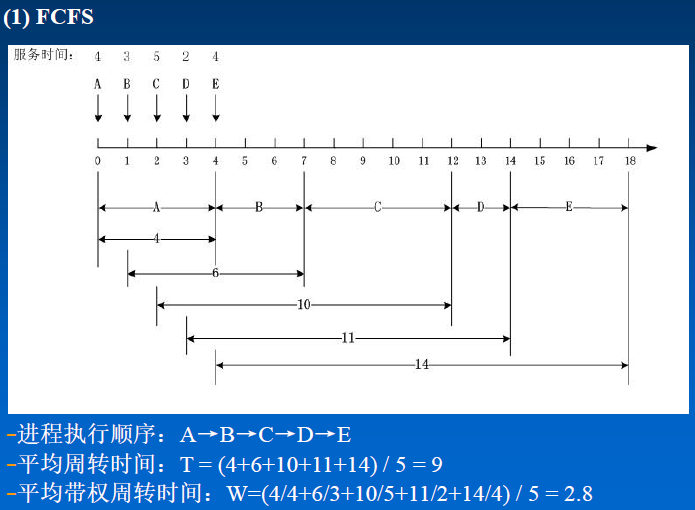 (1) FCFS
服务时间： 4 3 5 2 4
A B C D E
0 1 2 3 4 5 6 7 8 9 10 11 12 13 14 15 16 17 18
A B C D E
4
6
10
11
14
-进程执行顺序：A→B→C→D→E
-平均周转时间：T = (4+6+10+11+14) / 5 = 9
-平均带权周转时间：W=(4/4+6/3+10/5+11/2+14/4) / 5 = 2.8